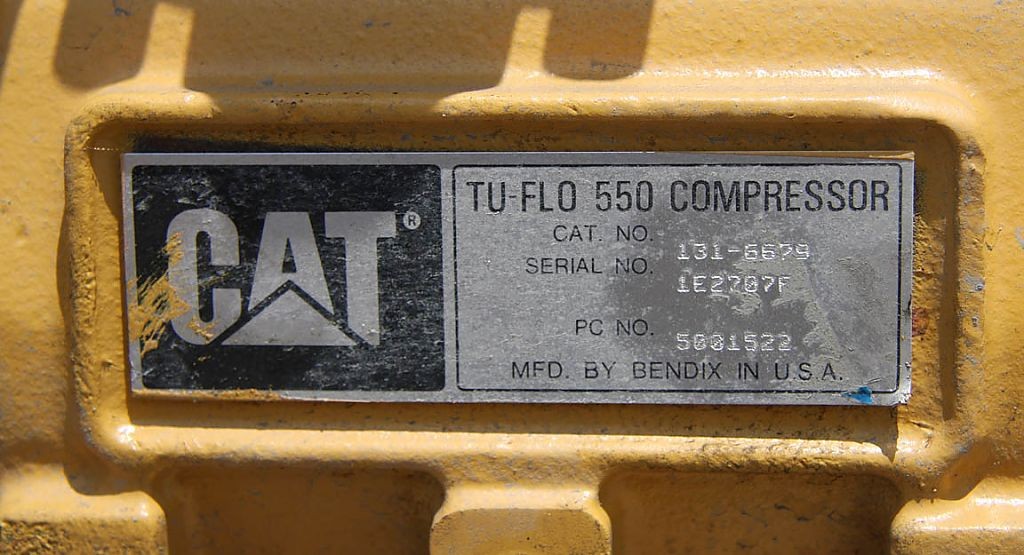 CAT®
TU-FLO 550 COMPRESSOR
CAT. NO. 131-6679
SERIAL NO. 1E2707F
PC NO. 5001522
MFD. BY BENDIX IN U.S.A.